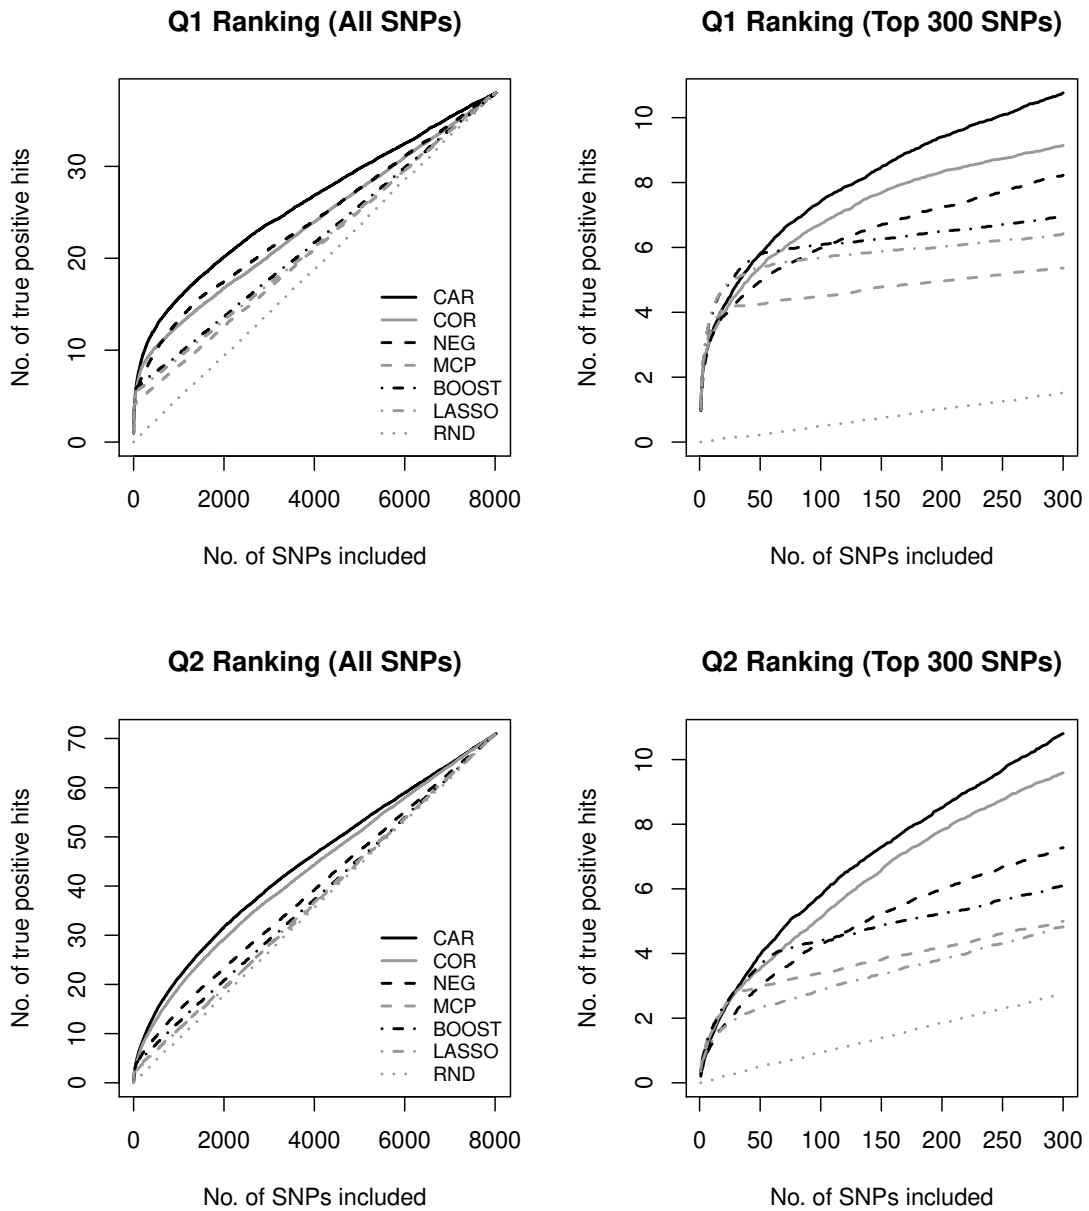 Q1 Ranking (All SNPs)
No. of true positive hits
30
20
10
0
CAR
COR
NEG
MCP
BOOST
LASSO
RND
0 2000 4000 6000 8000
No. of SNPs included
Q1 Ranking (Top 300 SNPs)
No. of true positive hits
10
8
6
4
2
0
0 50 100 150 200 250 300
No. of SNPs included
Q2 Ranking (All SNPs)
No. of true positive hits
70
60
50
40
30
20
10
0
CAR
COR
NEG
MCP
BOOST
LASSO
RND
0 2000 4000 6000 8000
No. of SNPs included
Q2 Ranking (Top 300 SNPs)
No. of true positive hits
10
8
6
4
2
0
0 50 100 150 200 250 300
No. of SNPs included